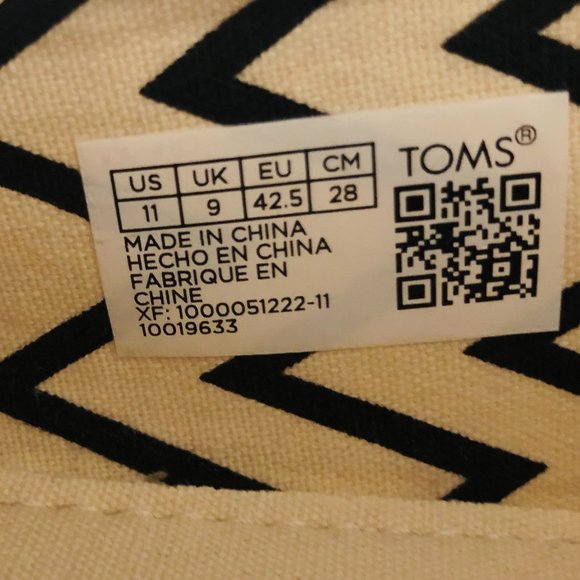 TOMS®
US UK EU CM
11 9 42.5 28
MADE IN CHINA
HECHO EN CHINA
FABRIQUE EN
CHINE
XF: 1000051222-11
10019633